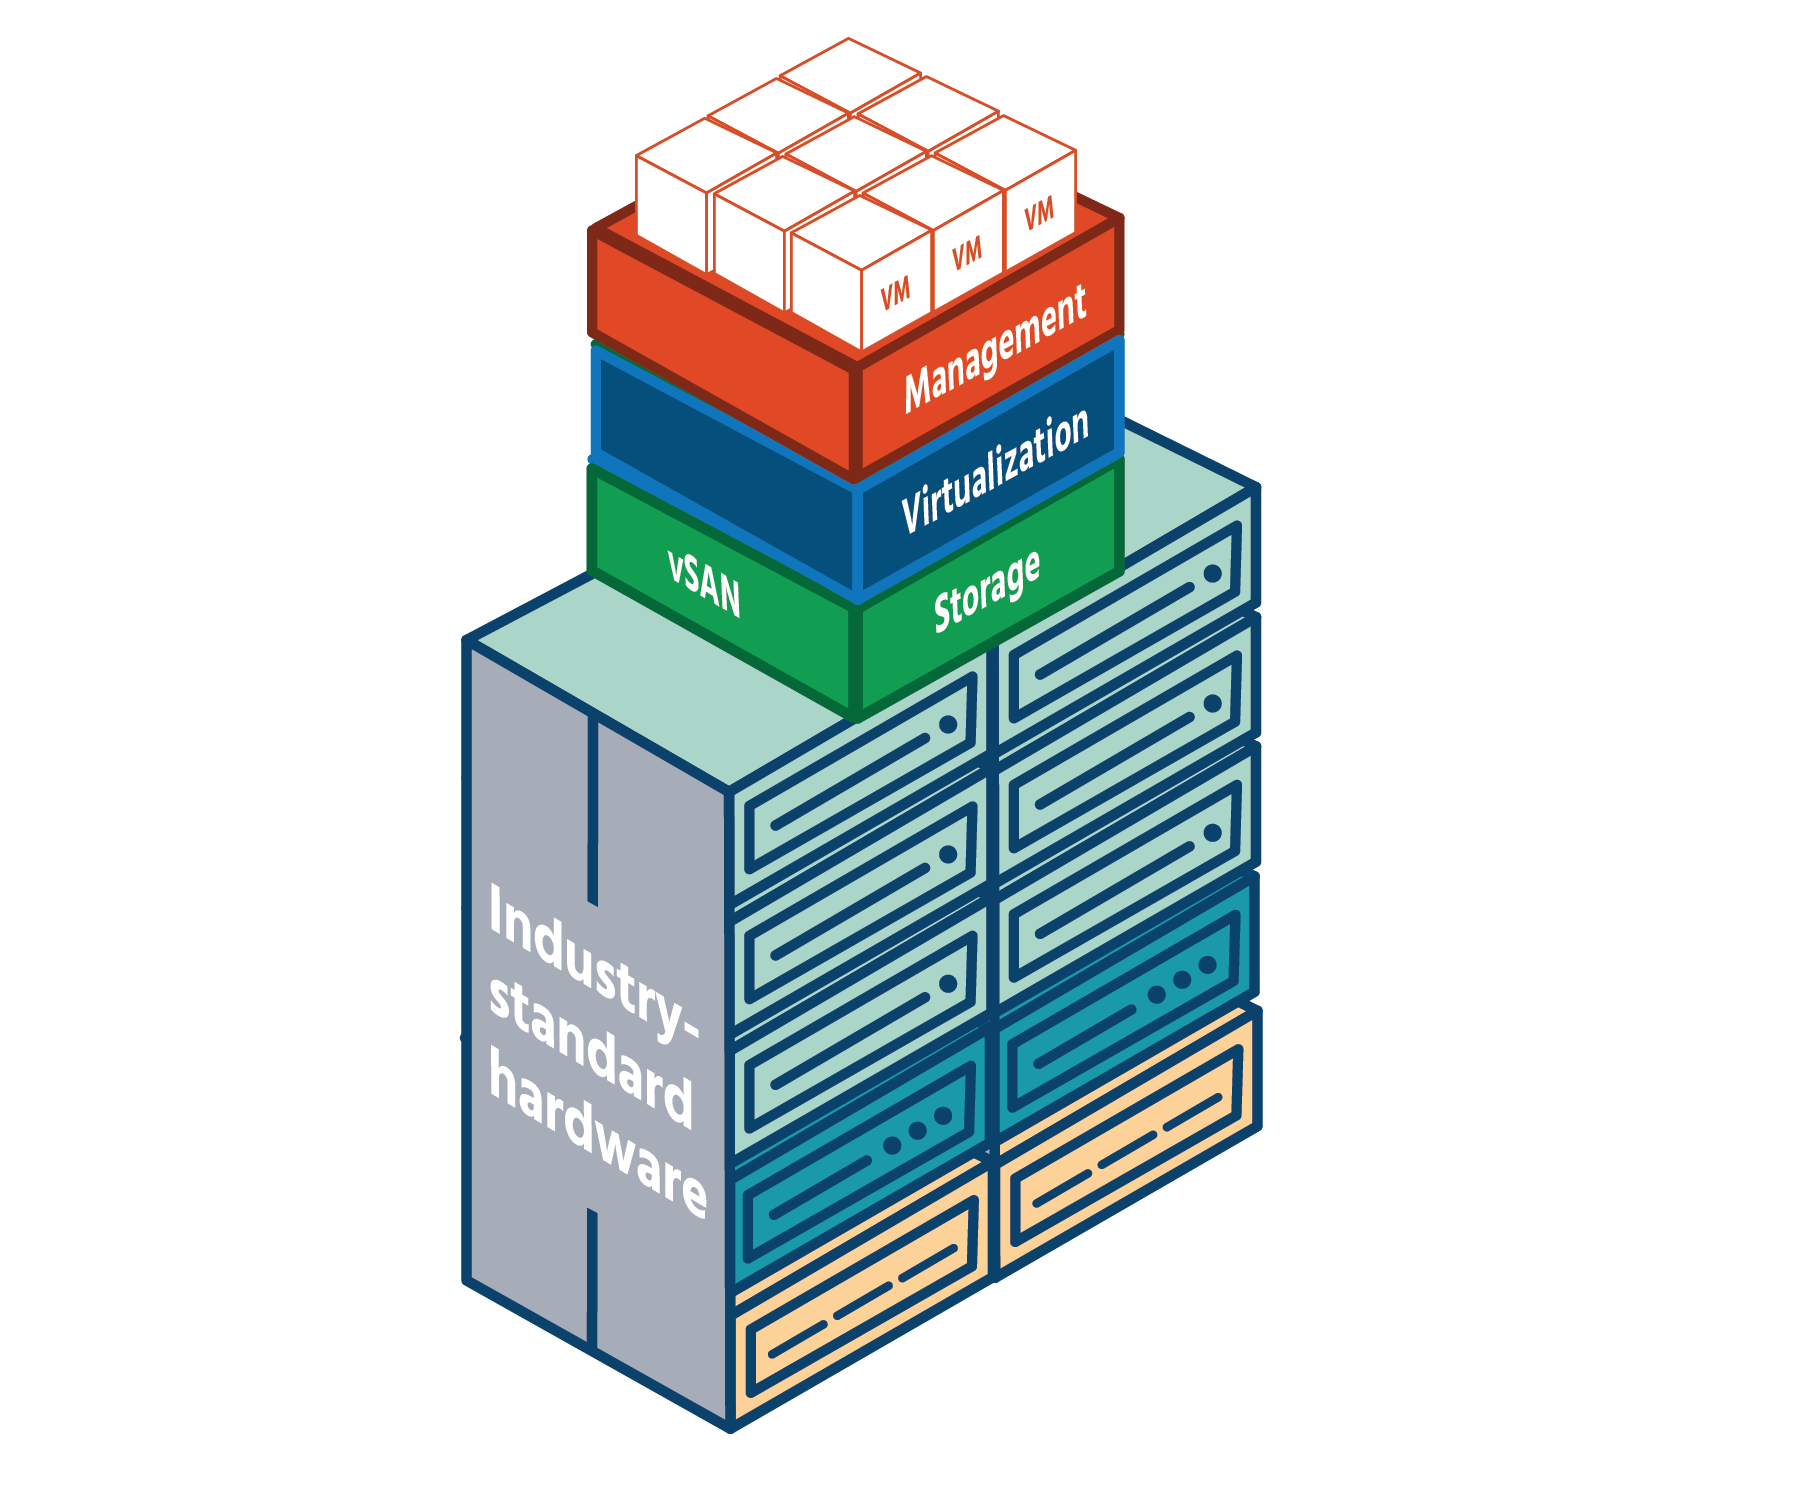 VM
VM
VM
Management
Virtualization
vSAN
Storage
Industry-
standard
hardware